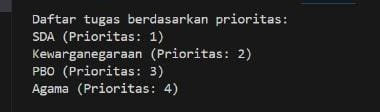 Daftar tugas berdasarkan prioritas:
SDA (Prioritas: 1)
Kewarganegaraan (Prioritas: 2)
PBO (Prioritas: 3)
Agama (Prioritas: 4)